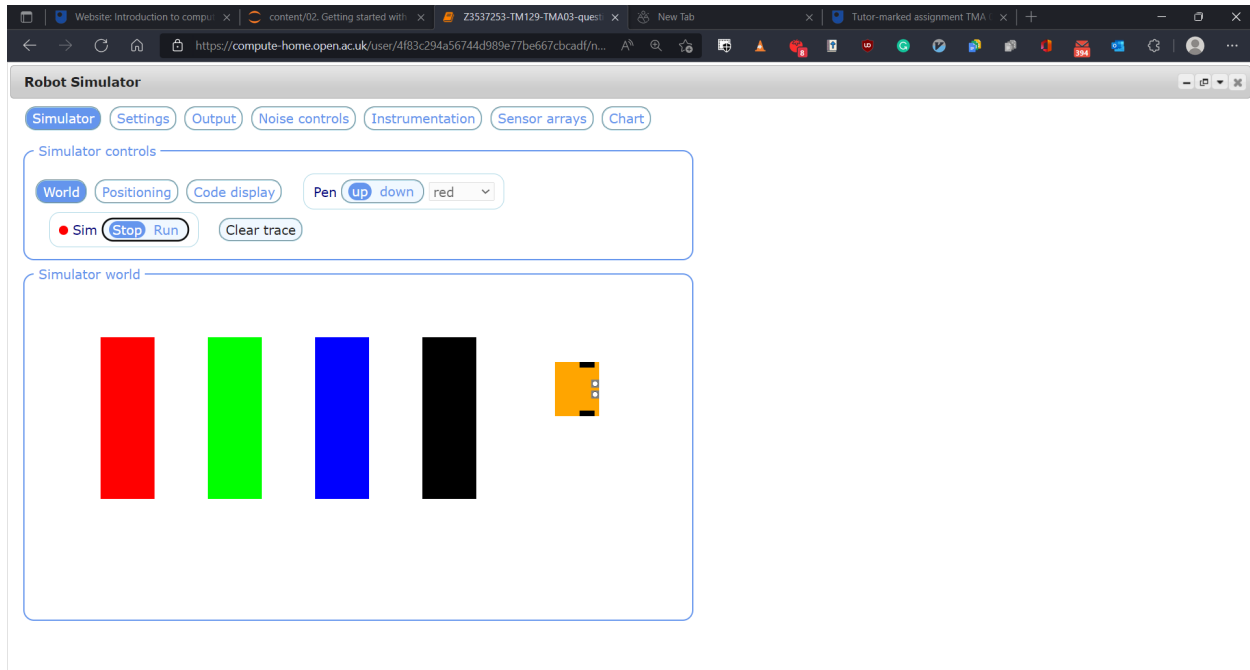 Website: Introduction to comput
content/02. Getting started with
Z3537253-TM129-TMA03-questi
New Tab
Tutor-marked assignment TMA
https://compute-home.open.ac.uk/user/4f83c294a56744d989e77be667cbcadf/n...
8
394
Robot Simulator
Simulator Settings Output Noise controls Instrumentation Sensor arrays Chart
Simulator controls
World Positioning Code display Pen up down red
Sim Stop Run Clear trace
Simulator world